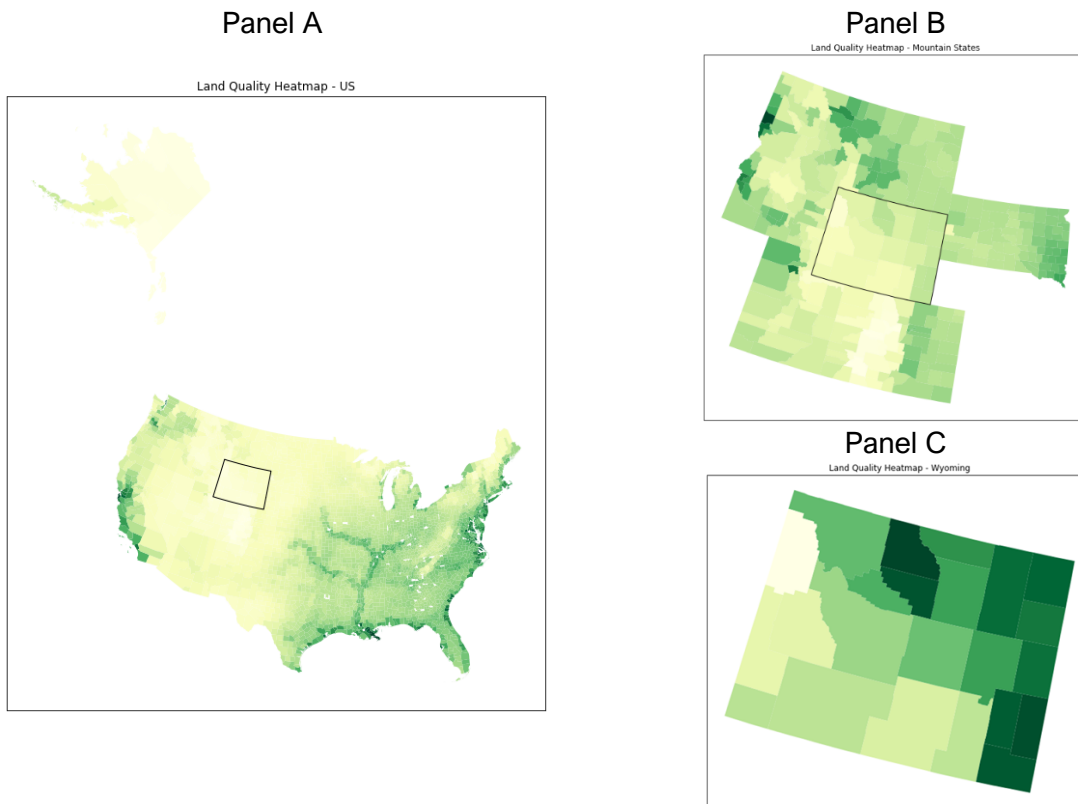 Panel A
Land Quality Heatmap - US
Panel B
Land Quality Heatmap - Mountain States
Panel C
Land Quality Heatmap - Wyoming